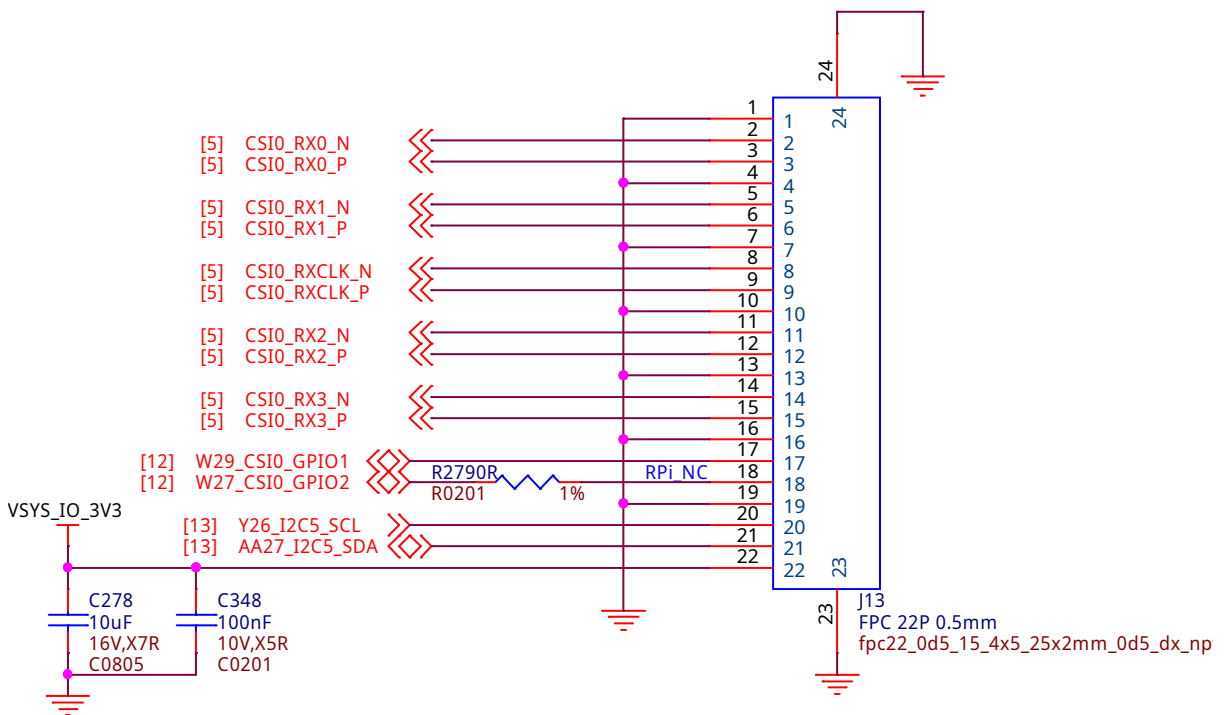 24
24
1 1
[5] CSI0_RX0_N 2 2
[5] CSI0_RX0_P 3 3
4 4
[5] CSI0_RX1_N 5 5
[5] CSI0_RX1_P 6 6
7 7
[5] CSI0_RXCLK_N 8 8
[5] CSI0_RXCLK_P 9 9
10 10
[5] CSI0_RX2_N 11 11
[5] CSI0_RX2_P 12 12
13 13
[5] CSI0_RX3_N 14 14
[5] CSI0_RX3_P 15 15
16 16
[12] W29_CSI0_GPIO1 17 17
[12] W27_CSI0_GPIO2 R2790R RPi_NC 18 18
R0201 1%
19 19
VSYS_IO_3V3
[13] Y26_I2C5_SCL 20 20
[13] AA27_I2C5_SDA 21 21
22 22
23
23
J13
FPC 22P 0.5mm
fpc22_0d5_15_4x5_25x2mm_0d5_dx_np
C278
10uF
16V,X7R
C0805
C348
100nF
10V,X5R
C0201